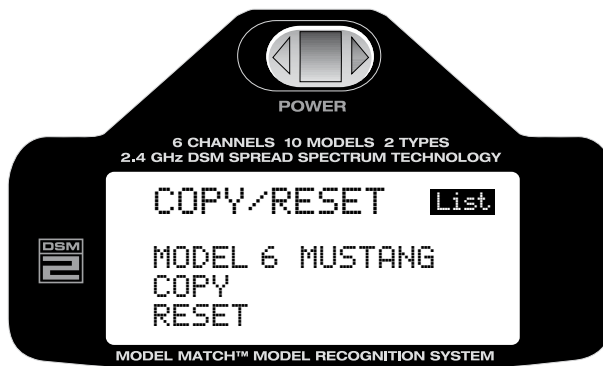 POWER
6 CHANNELS 10 MODELS 2 TYPES
2.4 GHz DSM SPREAD SPECTRUM TECHNOLOGY
COPY/RESET List
DSM
2
MODEL 6 MUSTANG
COPY
RESET
MODEL MATCH™ MODEL RECOGNITION SYSTEM